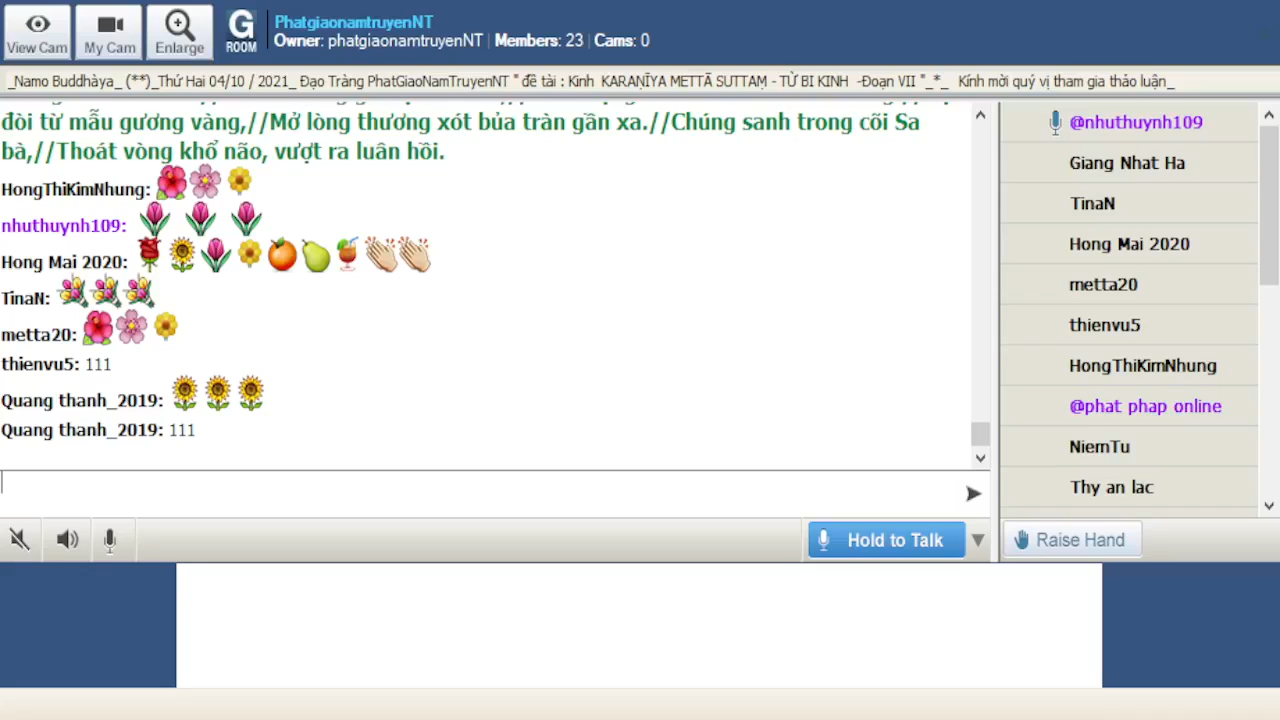 View Cam
My Cam
Enlarge
G
ROOM
PhatgiaonamtruyenNT
Owner: phatgiaonamtruyenNT | Members: 23 | Cams: 0
_Namo Buddhàya_ (**)_Thứ Hai 04/10 / 2021_ Đạo Tràng PhatGiaoNamTruyenNT " đề tài : Kinh KARAṆĪYA METTĀ SUTTAṂ - TỪ BI KINH -Đoạn VII "_*_ Kính mời quý vị tham gia thảo luận_
đòi từ mẫu gương vàng,//Mở lòng thương xót bủa tràn gần xa.//Chúng sanh trong cõi Sa
bà,//Thoát vòng khổ não, vượt ra luân hồi.
HongThiKimNhung:
nhuthuynh109:
Hong Mai 2020:
TinaN:
metta20:
thienvu5: 111
Quang thanh_2019:
Quang thanh_2019: 111
@nhuthuynh109
Giang Nhat Ha
TinaN
Hong Mai 2020
metta20
thienvu5
HongThiKimNhung
@phat phap online
NiemTu
Thy an lac
Hold to Talk
Raise Hand